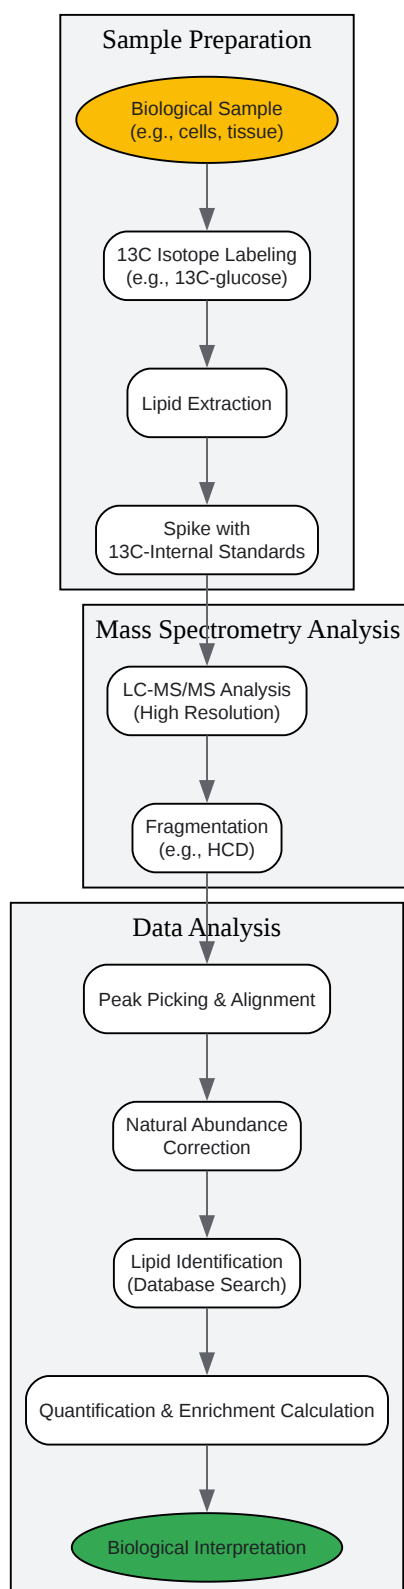 Sample Preparation
Biological Sample
(e.g., cells, tissue)
13C Isotope Labeling
(e.g., 13C-glucose)
Lipid Extraction
Spike with
13C-Internal Standards
Mass Spectrometry Analysis
LC-MS/MS Analysis
(High Resolution)
Fragmentation
(e.g., HCD)
Data Analysis
Peak Picking & Alignment
Natural Abundance
Correction
Lipid Identification
(Database Search)
Quantification & Enrichment Calculation
Biological Interpretation